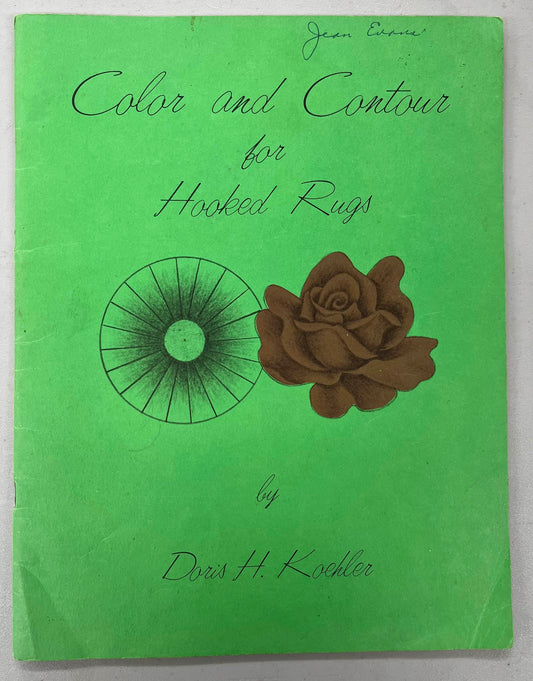 Jean Evans
Color and Contour
for
Hooked Rugs
by
Doris H. Koehler